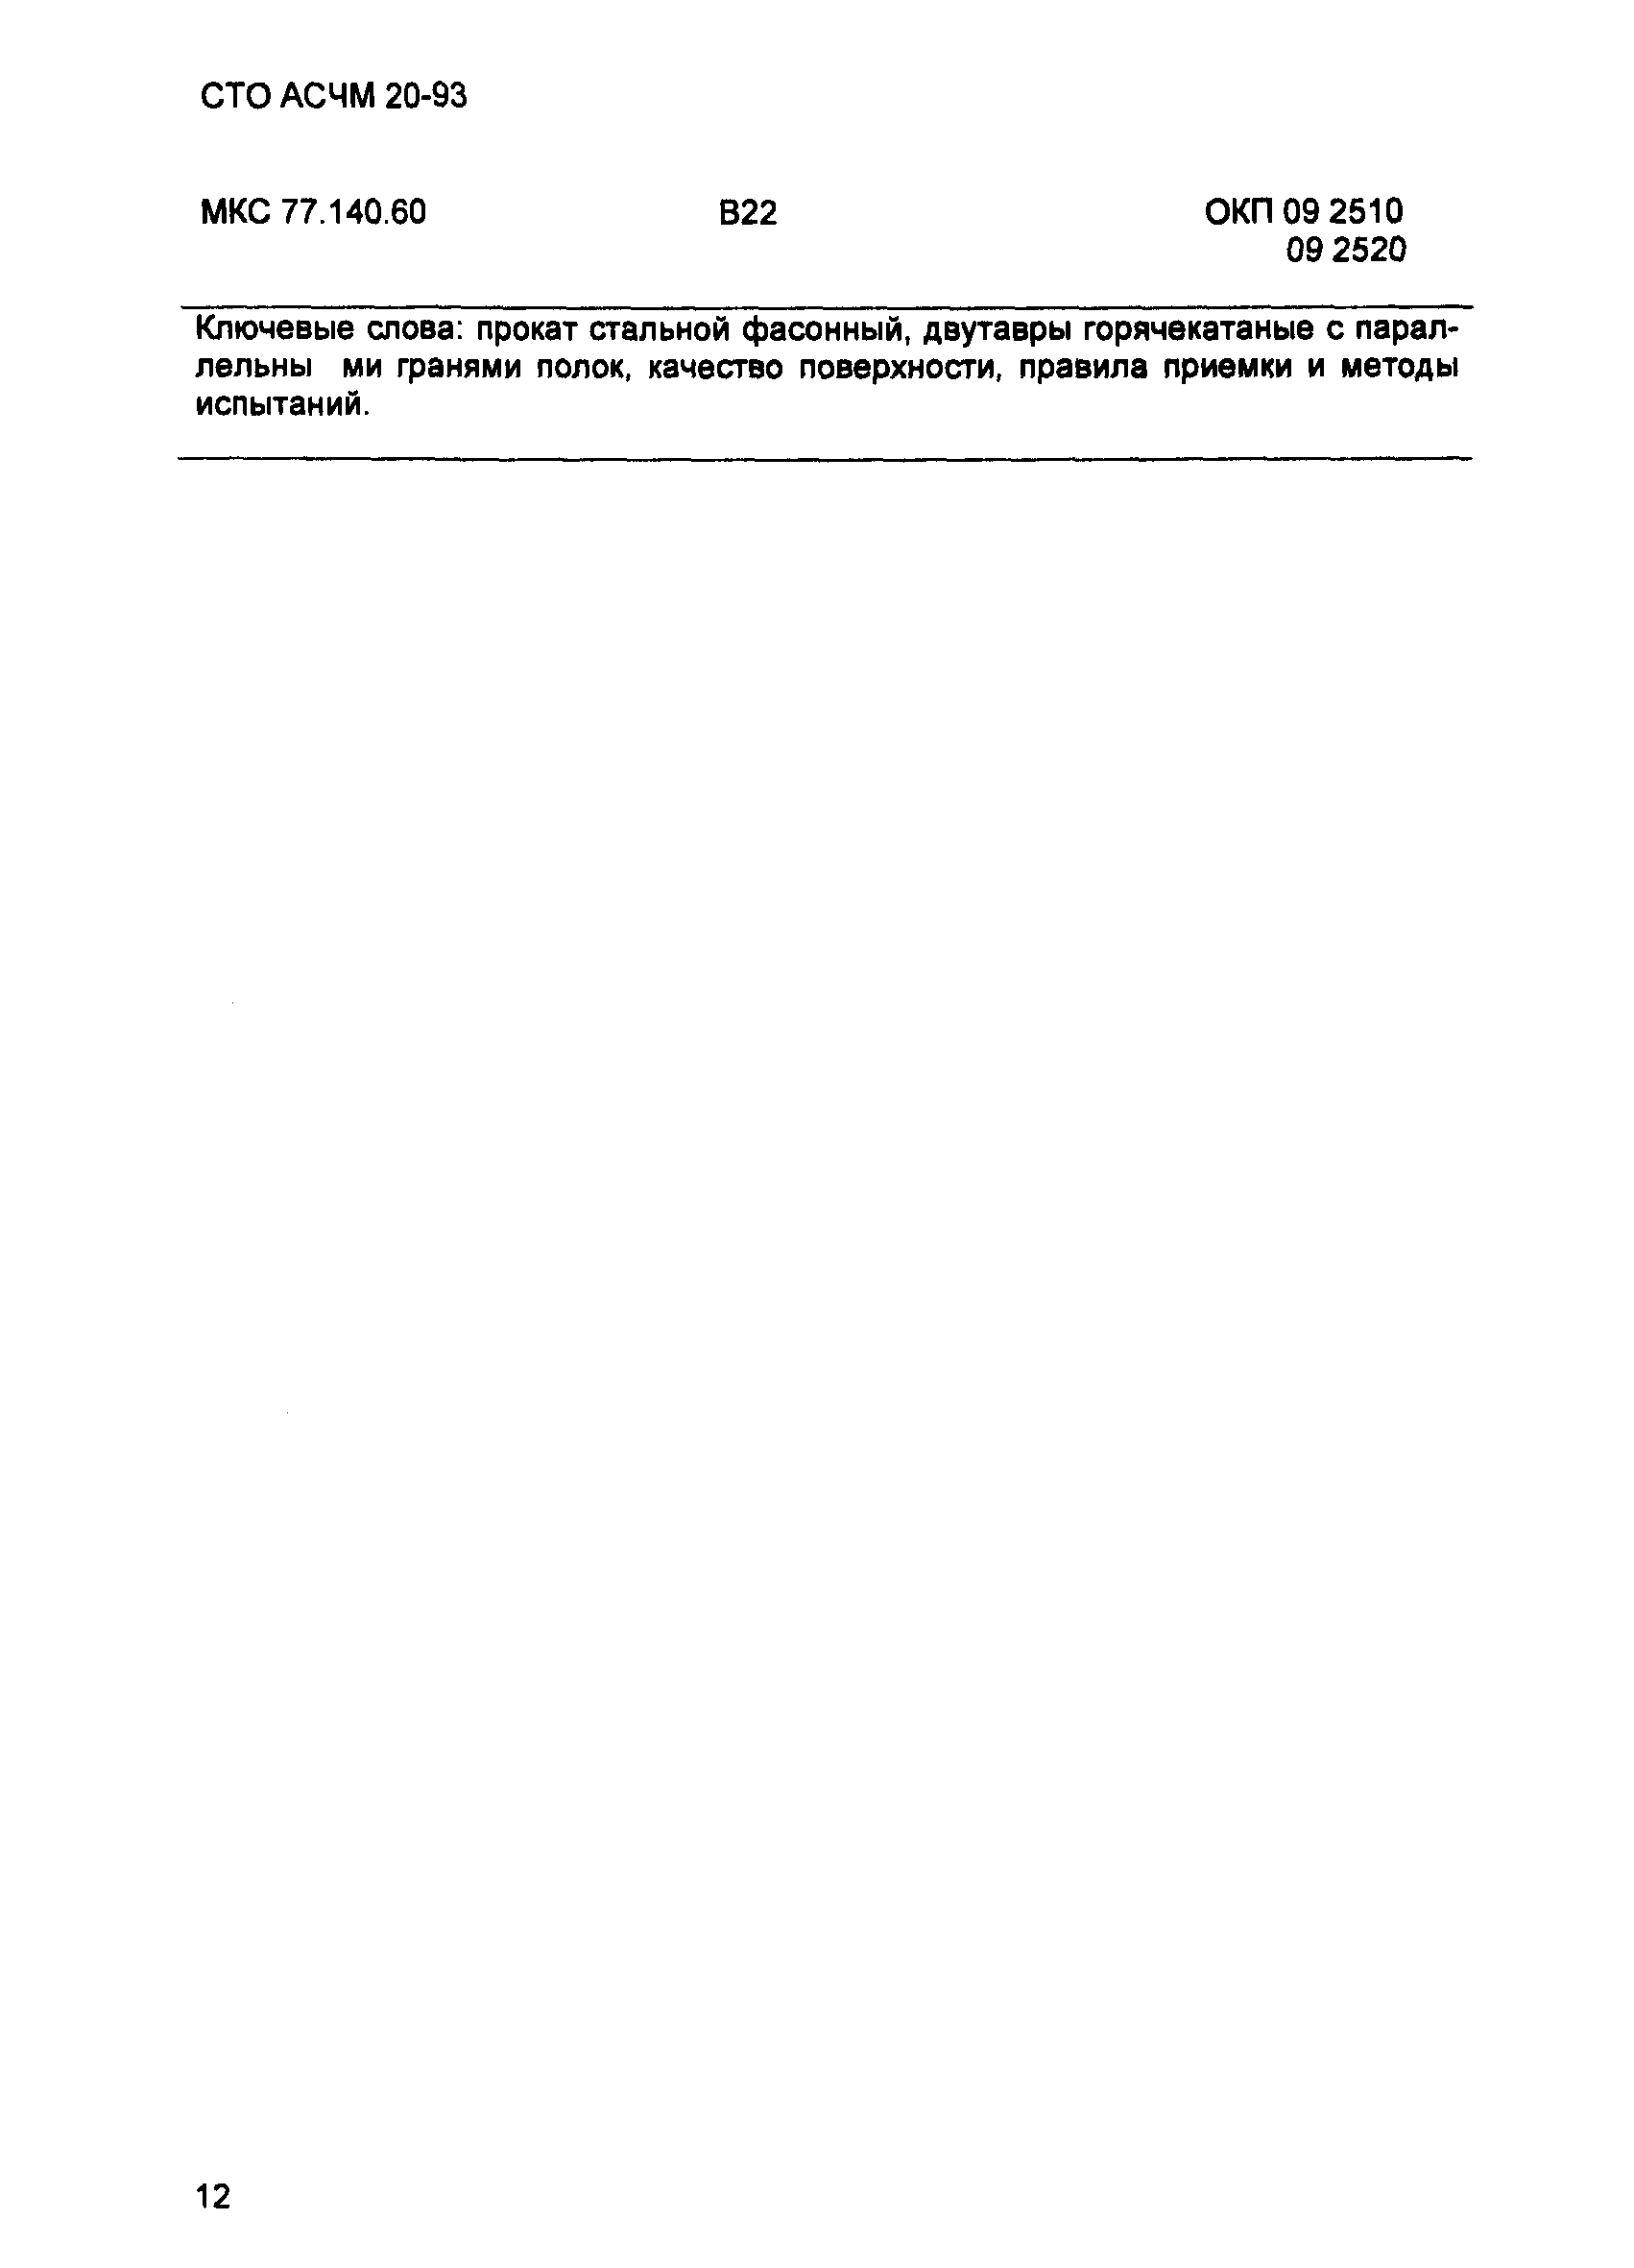 СТО АСЧМ 20-93
МКС 77.140.60 В22 ОКП 09 2510
09 2520
Ключевые слова: прокат стальной фасонный, двутавры горячекатаные с парал-
лельны ми гранями полок, качество поверхности, правила приемки и методы
испытаний.
12